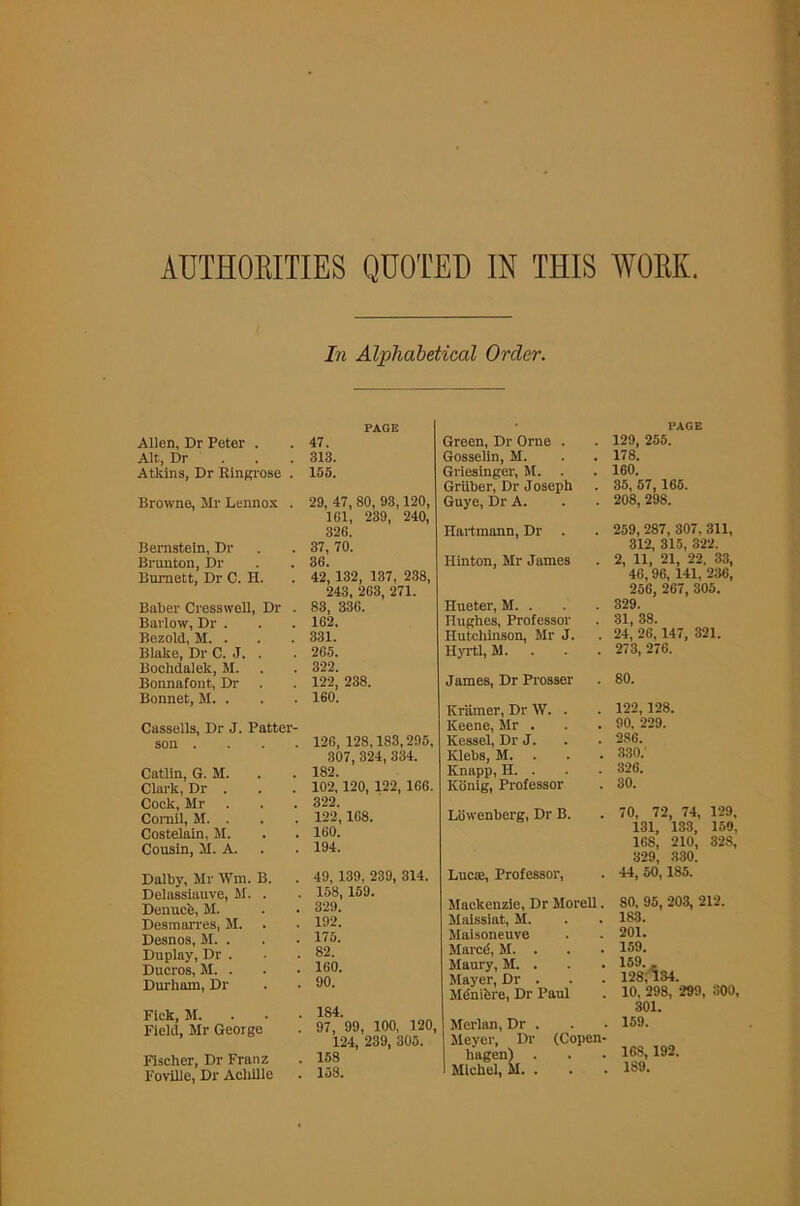 AUTHORITIES QUOTED IN THIS WORK.
In Alphabetical Order.
PAGE
Allen, Dr Peter . . 47.
Alt, Dr . . . 313.
Atkins, Dr Ringrose . 155.
Browne, Mr Lennox . 29, 47, 80, 93, 120,
161, 239, 240,
326.
Bernstein, Dr . . 37, 70.
Brunton, Dr . . 36.
Burnett, Dr C. H. . 42, 132, 137, 238,
243, 263, 271.
Baber Cresswell, Dr . 83, 336.
Barlow, Dr . . . 162.
Bezold, M. . . . 331.
Blake, Dr C. J. . . 265.
Bochdalek, M. . . 322.
Bonnafont, Dr . . 122, 238.
Bonnet, M. . . . 160.
Cassells, Dr J. Patter-
son . . . . 126, 128, 183, 295,
307, 324, 334.
Catlin, G. M. . . 182.
Clark, Dr . . . 102, 120, 122, 166.
Cock, Mr . . . 322.
Cornil, M. . . . 122, 168.
Costelain, M. . . 160.
Cousin, M. A. . . 194.
Dalby, Mr Wm. B. . 49, 139, 239, 314.
Delassiauve, M. . . 158, 159.
Denucè, M. . . 329.
Desmarres, M. . . 192.
Desnos, M. . . . 175.
Duplay, Dr . . . 82.
Ducros, M. . . . 160.
Durham, Dr . . 90.
Fick, M. . . . 184.
Field, Mr George . 97, 99, 100, 120,
124, 239, 305.
Fischer, Dr Franz . 158
Foville, Dr Achille . 158.
PAGE
Green, Dr Orne . . 129, 255.
Gosselin, M. . . 178.
Griesinger, M. . . 160.
Grüber, Dr Joseph . 35, 57, 165.
Guye, Dr A. . . 208, 298.
Hartmann, Dr . . 259, 287, 307, 311,
312, 315, 322.
Hinton, Mr James . 2, 11, 21, 22, 33,
46, 96, 141, 236,
256, 267, 305.
Hueter, M. . . . 329.
Hughes, Professor . 31, 38.
Hutchinson, Mr J. . 24, 26, 147, 321.
Hyrtl, M. . . . 273, 276.
James, Dr Prosser . 80.
Krämer, Dr W. . . 122, 128.
Keene, Mr . . . 90, 229.
Kessel, Dr J. . . 286.
Klebs, M. . . . 330.
Knapp, H. . . . 326.
König, Professor . 30.
Löwenberg, Dr B. . 70, 72, 74, 129,
131, 133, 159,
168, 210, 328,
329, 330.
Lucæ, Professor, . 44, 50, 185.
Mackenzie, Dr Morell. 80, 95, 203, 212.
Maissiat, M. . . 183.
Maisoneuve . . 201.
Marcé, M. . . . 159.
Maury, M. . . . 159.
Mayer, Dr . . . 128, 134.
Ménière, Dr Paul . 10, 298, 299, 300,
301.
Merlan, Dr . . . 159.
Meyer, Dr (Copen-
hagen) . . . 168, 192.
Michel, M. . . . 189.